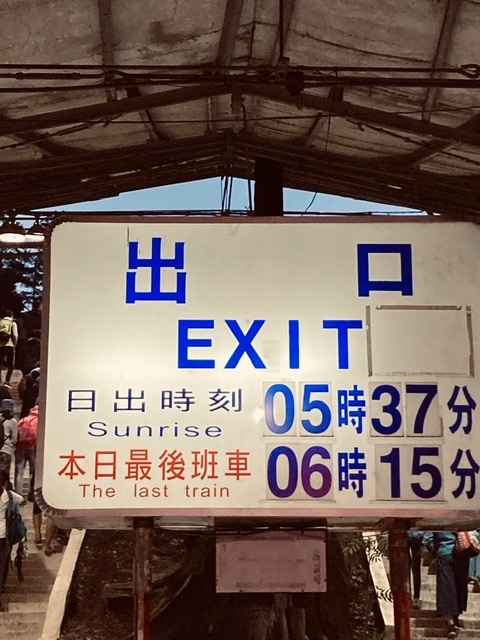 出口
EXIT
日出時刻 05時37分
Sunrise
本日最後班車 06時15分
The last train